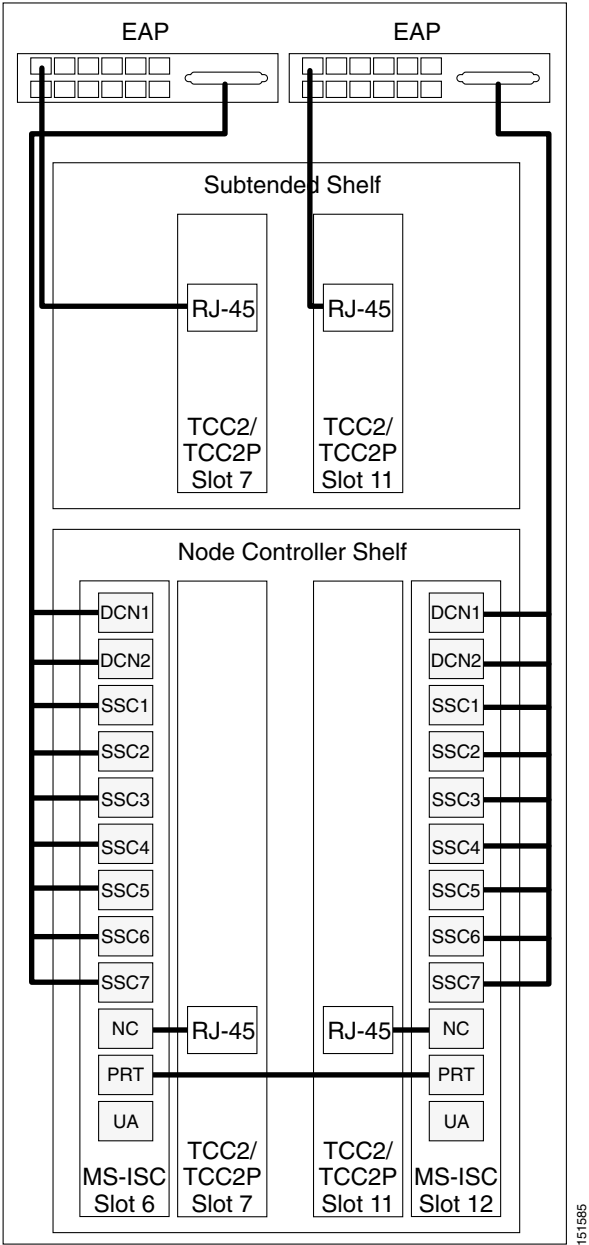 EAP
EAP
Subtended Shelf
RJ-45
RJ-45
TCC2/
TCC2P
Slot 7
TCC2/
TCC2P
Slot 11
Node Controller Shelf
DCN1
DCN2
SSC1
SSC2
SSC3
SSC4
SSC5
SSC6
SSC7
NC
PRT
UA
MS-ISC
Slot 6
RJ-45
TCC2/
TCC2P
Slot 7
RJ-45
TCC2/
TCC2P
Slot 11
DCN1
DCN2
SSC1
SSC2
SSC3
SSC4
SSC5
SSC6
SSC7
NC
PRT
UA
MS-ISC
Slot 12
151585